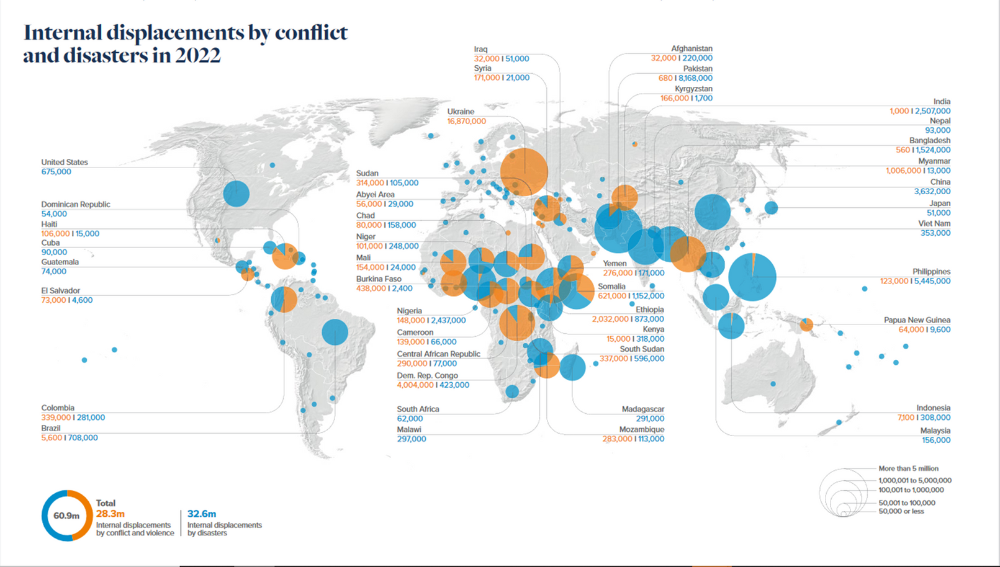 Internal displacements by conflict
and disasters in 2022
Iraq
32,000 | 51,000
Syria
171,000 | 21,000
Afghanistan
32,000 | 220,000
Pakistan
680 | 8,168,000
Kyrgyzstan
166,000 | 1,700
Ukraine
16,870,000
India
1,000 | 2,507,000
Nepal
93,000
Bangladesh
560 | 1,524,000
Myanmar
1,006,000 | 13,000
China
3,632,000
Japan
51,000
Viet Nam
353,000
United States
675,000
Dominican Republic
54,000
Haiti
106,000 | 15,000
Cuba
90,000
Guatemala
74,000
El Salvador
73,000 | 4,600
Sudan
314,000 | 105,000
Abyei Area
56,000 | 29,000
Chad
80,000 | 158,000
Niger
101,000 | 248,000
Mali
154,000 | 24,000
Burkina Faso
438,000 | 2,400
Yemen
276,000 | 171,000
Somalia
621,000 | 1,152,000
Ethiopia
2,032,000 | 873,000
Kenya
15,000 | 318,000
South Sudan
337,000 | 596,000
Philippines
123,000 | 5,445,000
Papua New Guinea
64,000 | 9,600
Nigeria
148,000 | 2,437,000
Cameroon
139,000 | 66,000
Central African Republic
290,000 | 77,000
Dem. Rep. Congo
4,004,000 | 423,000
South Africa
62,000
Malawi
297,000
Madagascar
291,000
Mozambique
283,000 | 113,000
Colombia
339,000 | 281,000
Brazil
5,600 | 708,000
Indonesia
7,100 | 308,000
Malaysia
156,000
More than 5 million
1,000,001 to 5,000,000
100,001 to 1,000,000
50,001 to 100,000
50,000 or less
60.9m
Total
28.3m
Internal displacements
by conflict and violence
32.6m
Internal displacements
by disasters